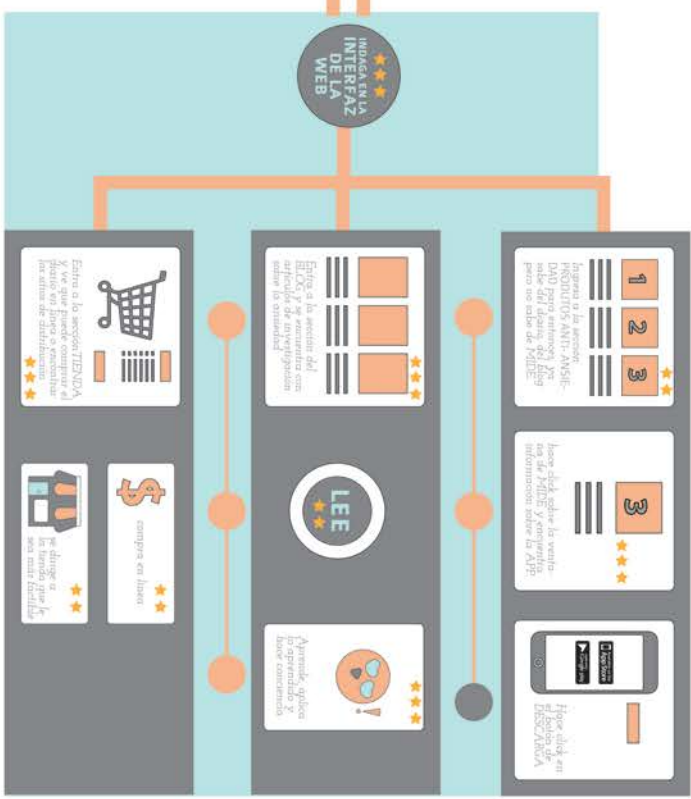 INDAGA EN LA
INTERFAZ
DE LA
WEB
1
2
3
Ingresa a la sección
PRODUTOS ANTI-ANSIE-
DAD para entonces, ya
sabe del diario, del blog
pero no sabe de MIDE
3
hace click sobre la venta-
na de MIDE y encuentra
información sobre la APP
App Store
Google play
Hace click en
el botón de
DESCARGA
Entra a la sección del
BLOG y se encuentra con
artículos de investigación
sobre la ansiedad
LEE
!
Aprende, aplica
lo aprendido y
hace conciencia
Entra a la sección TIENDA
y ve que puede comprar el
diario en línea o encontrar
los sitios de distribución
$
compra en línea
se dirige a
la tienda que le
sea más factible